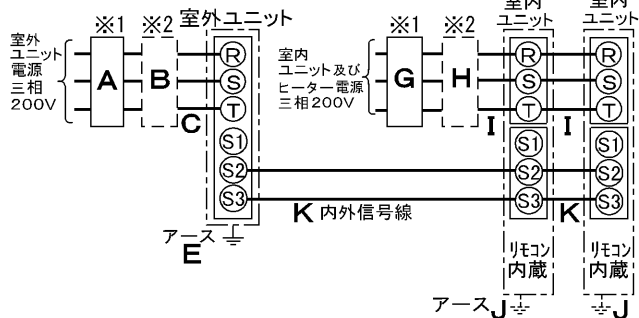 ※1
※2
室外ユニット
室外
ユニット
電源
三相
200V
A
B
C
R
S
T
S1
S2
S3
アース
E
※1
※2
室内
ユニット及び
ヒーター電源
三相200V
G
H
I
I
室内
ユニット
R
S
T
S1
S2
S3
リモコン
内蔵
室内
ユニット
R
S
T
S1
S2
S3
リモコン
内蔵
K 内外信号線
K
アース J
J